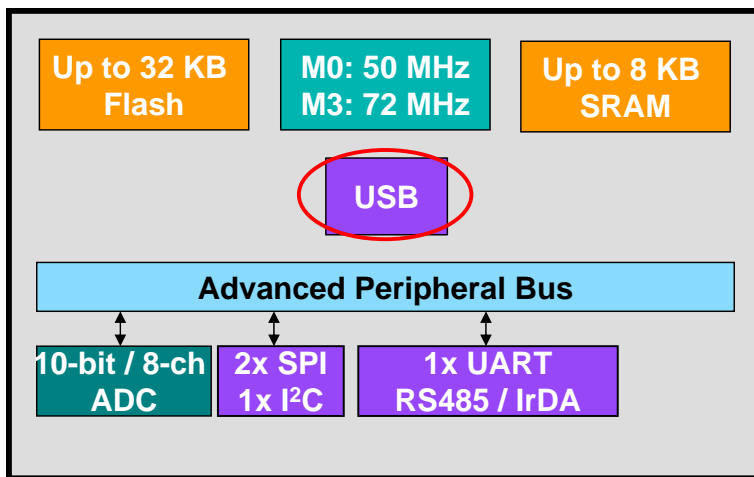 Up to 32 KB
Flash
M0: 50 MHz
M3: 72 MHz
Up to 8 KB
SRAM
USB
Advanced Peripheral Bus
10-bit / 8-ch
ADC
2x SPI
1x I²C
1x UART
RS485 / IrDA